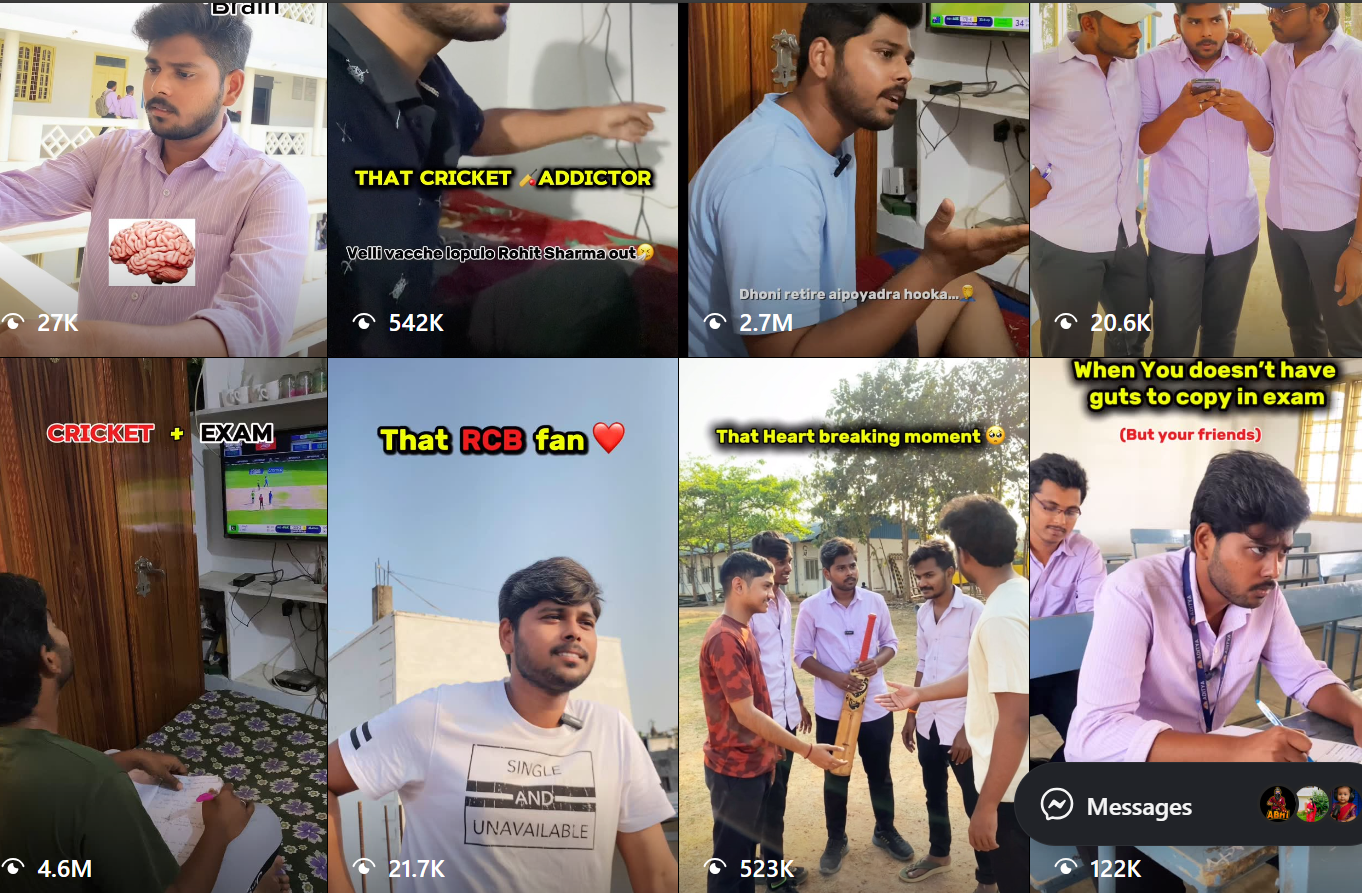 Brain
27K
THAT CRICKET 🏏ADDICTOR
Velli vacche lopulo Rohit Sharma out🤧
542K
34
Dhoni retire aipoyadra hooka...🤦‍♂️
2.7M
20.6K
CRICKET + EXAM
4.6M
That RCB fan ❤️
SINGLE
AND
UNAVAILABLE
21.7K
That Heart breaking moment 🥺
523K
When You doesn't have
guts to copy in exam
(But your friends)
ADITYA
Messages
ABHI
122K